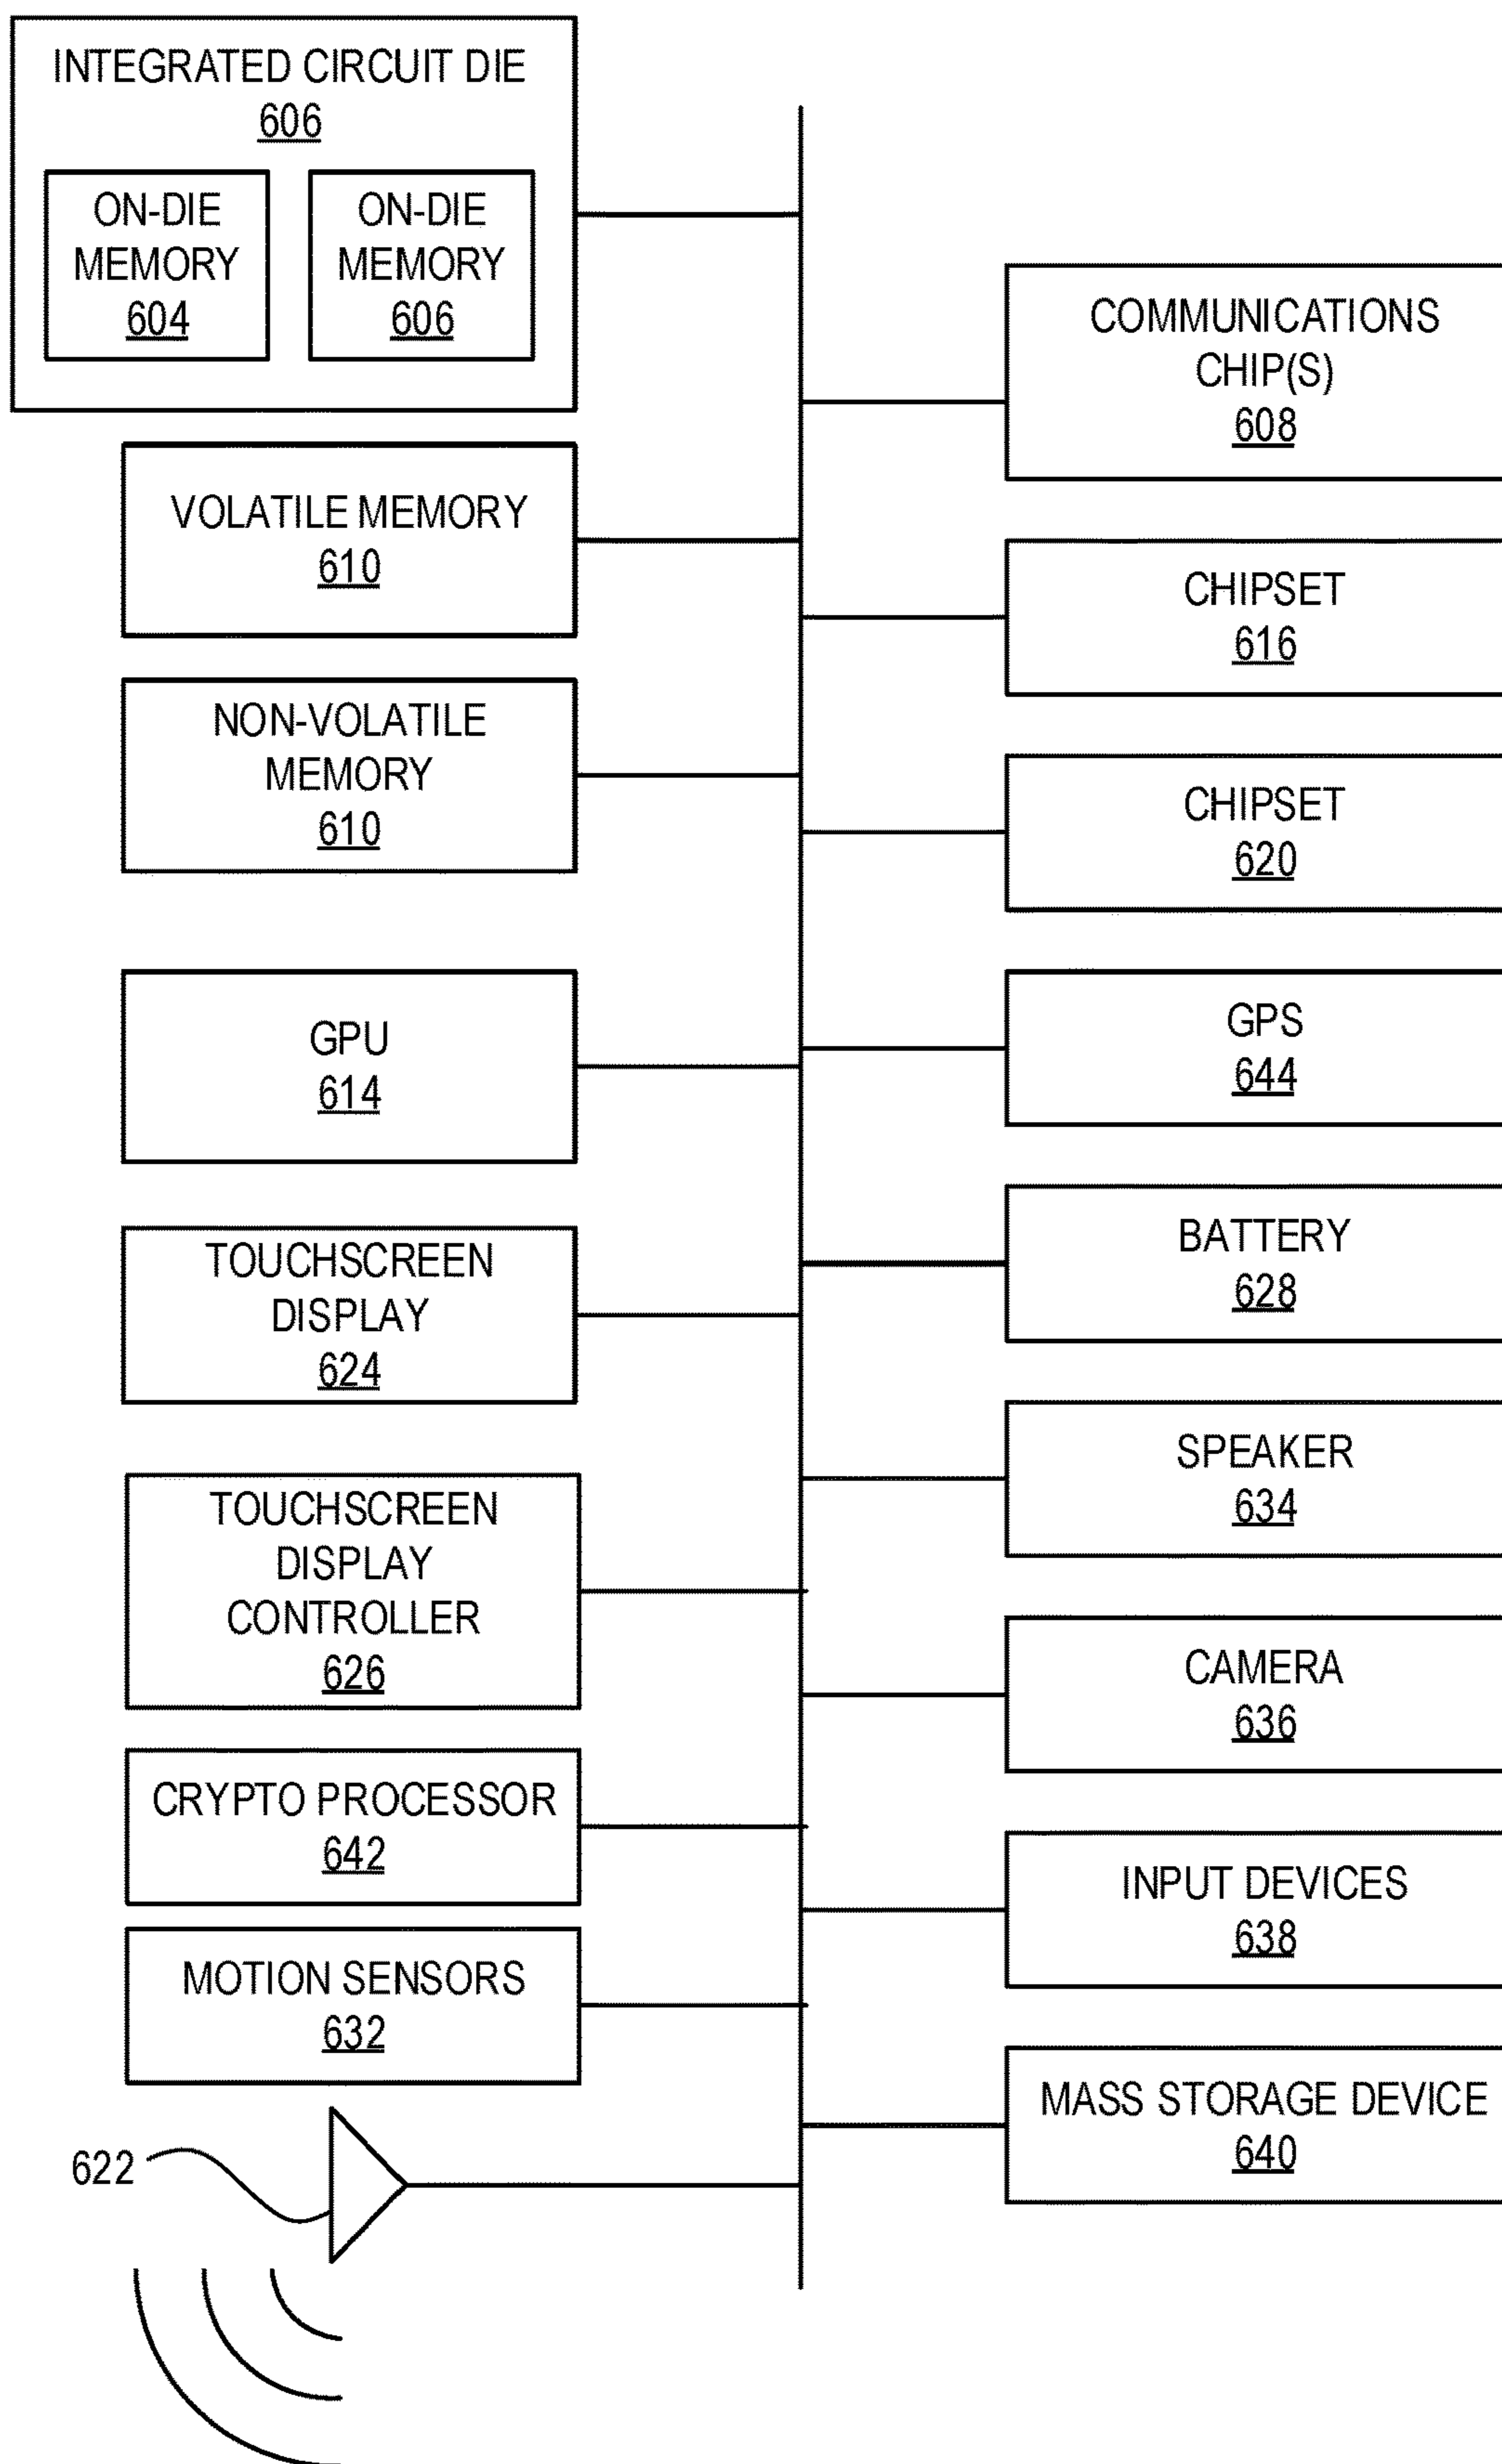 INTEGRATED CIRCUIT DIE
606
ON-DIE
MEMORY
604
ON-DIE
MEMORY
606
VOLATILE MEMORY
610
NON-VOLATILE
MEMORY
610
GPU
614
TOUCHSCREEN
DISPLAY
624
TOUCHSCREEN
DISPLAY
CONTROLLER
626
CRYPTO PROCESSOR
642
MOTION SENSORS
632
622
COMMUNICATIONS
CHIP(S)
608
CHIPSET
616
CHIPSET
620
GPS
644
BATTERY
628
SPEAKER
634
CAMERA
636
INPUT DEVICES
638
MASS STORAGE DEVICE
640